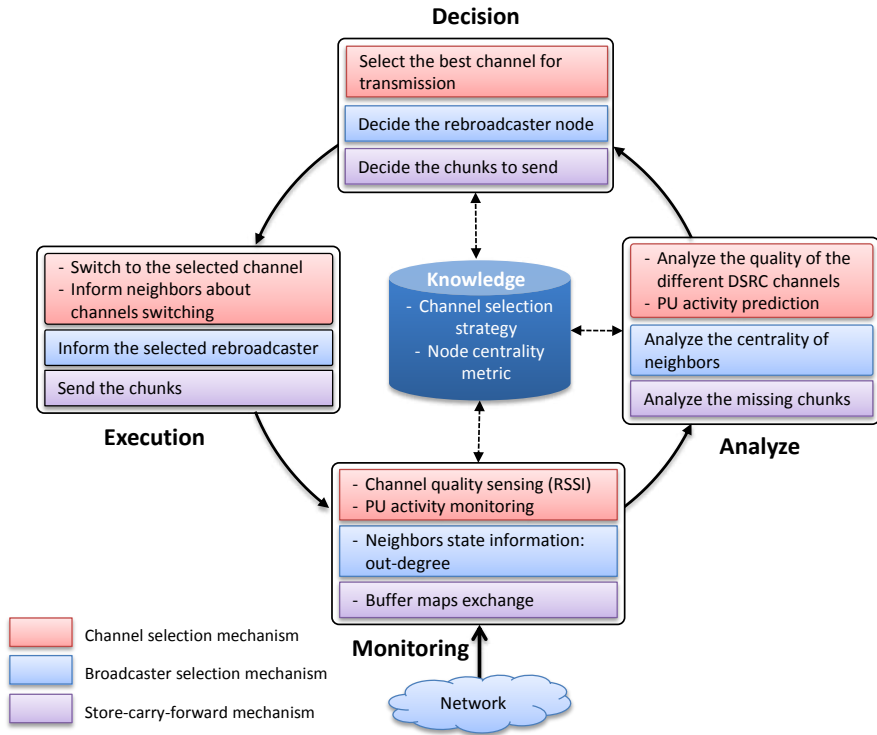 Decision
Select the best channel for
transmission
Decide the rebroadcaster node
Decide the chunks to send
- Switch to the selected channel
- Inform neighbors about
channels switching
Inform the selected rebroadcaster
Send the chunks
Execution
Knowledge
- Channel selection
strategy
- Node centrality
metric
- Analyze the quality of the
different DSRC channels
- PU activity prediction
Analyze the centrality of
neighbors
Analyze the missing chunks
Analyze
- Channel quality sensing (RSSI)
- PU activity monitoring
- Neighbors state information:
out-degree
- Buffer maps exchange
Monitoring
Network
Channel selection mechanism
Broadcaster selection mechanism
Store-carry-forward mechanism